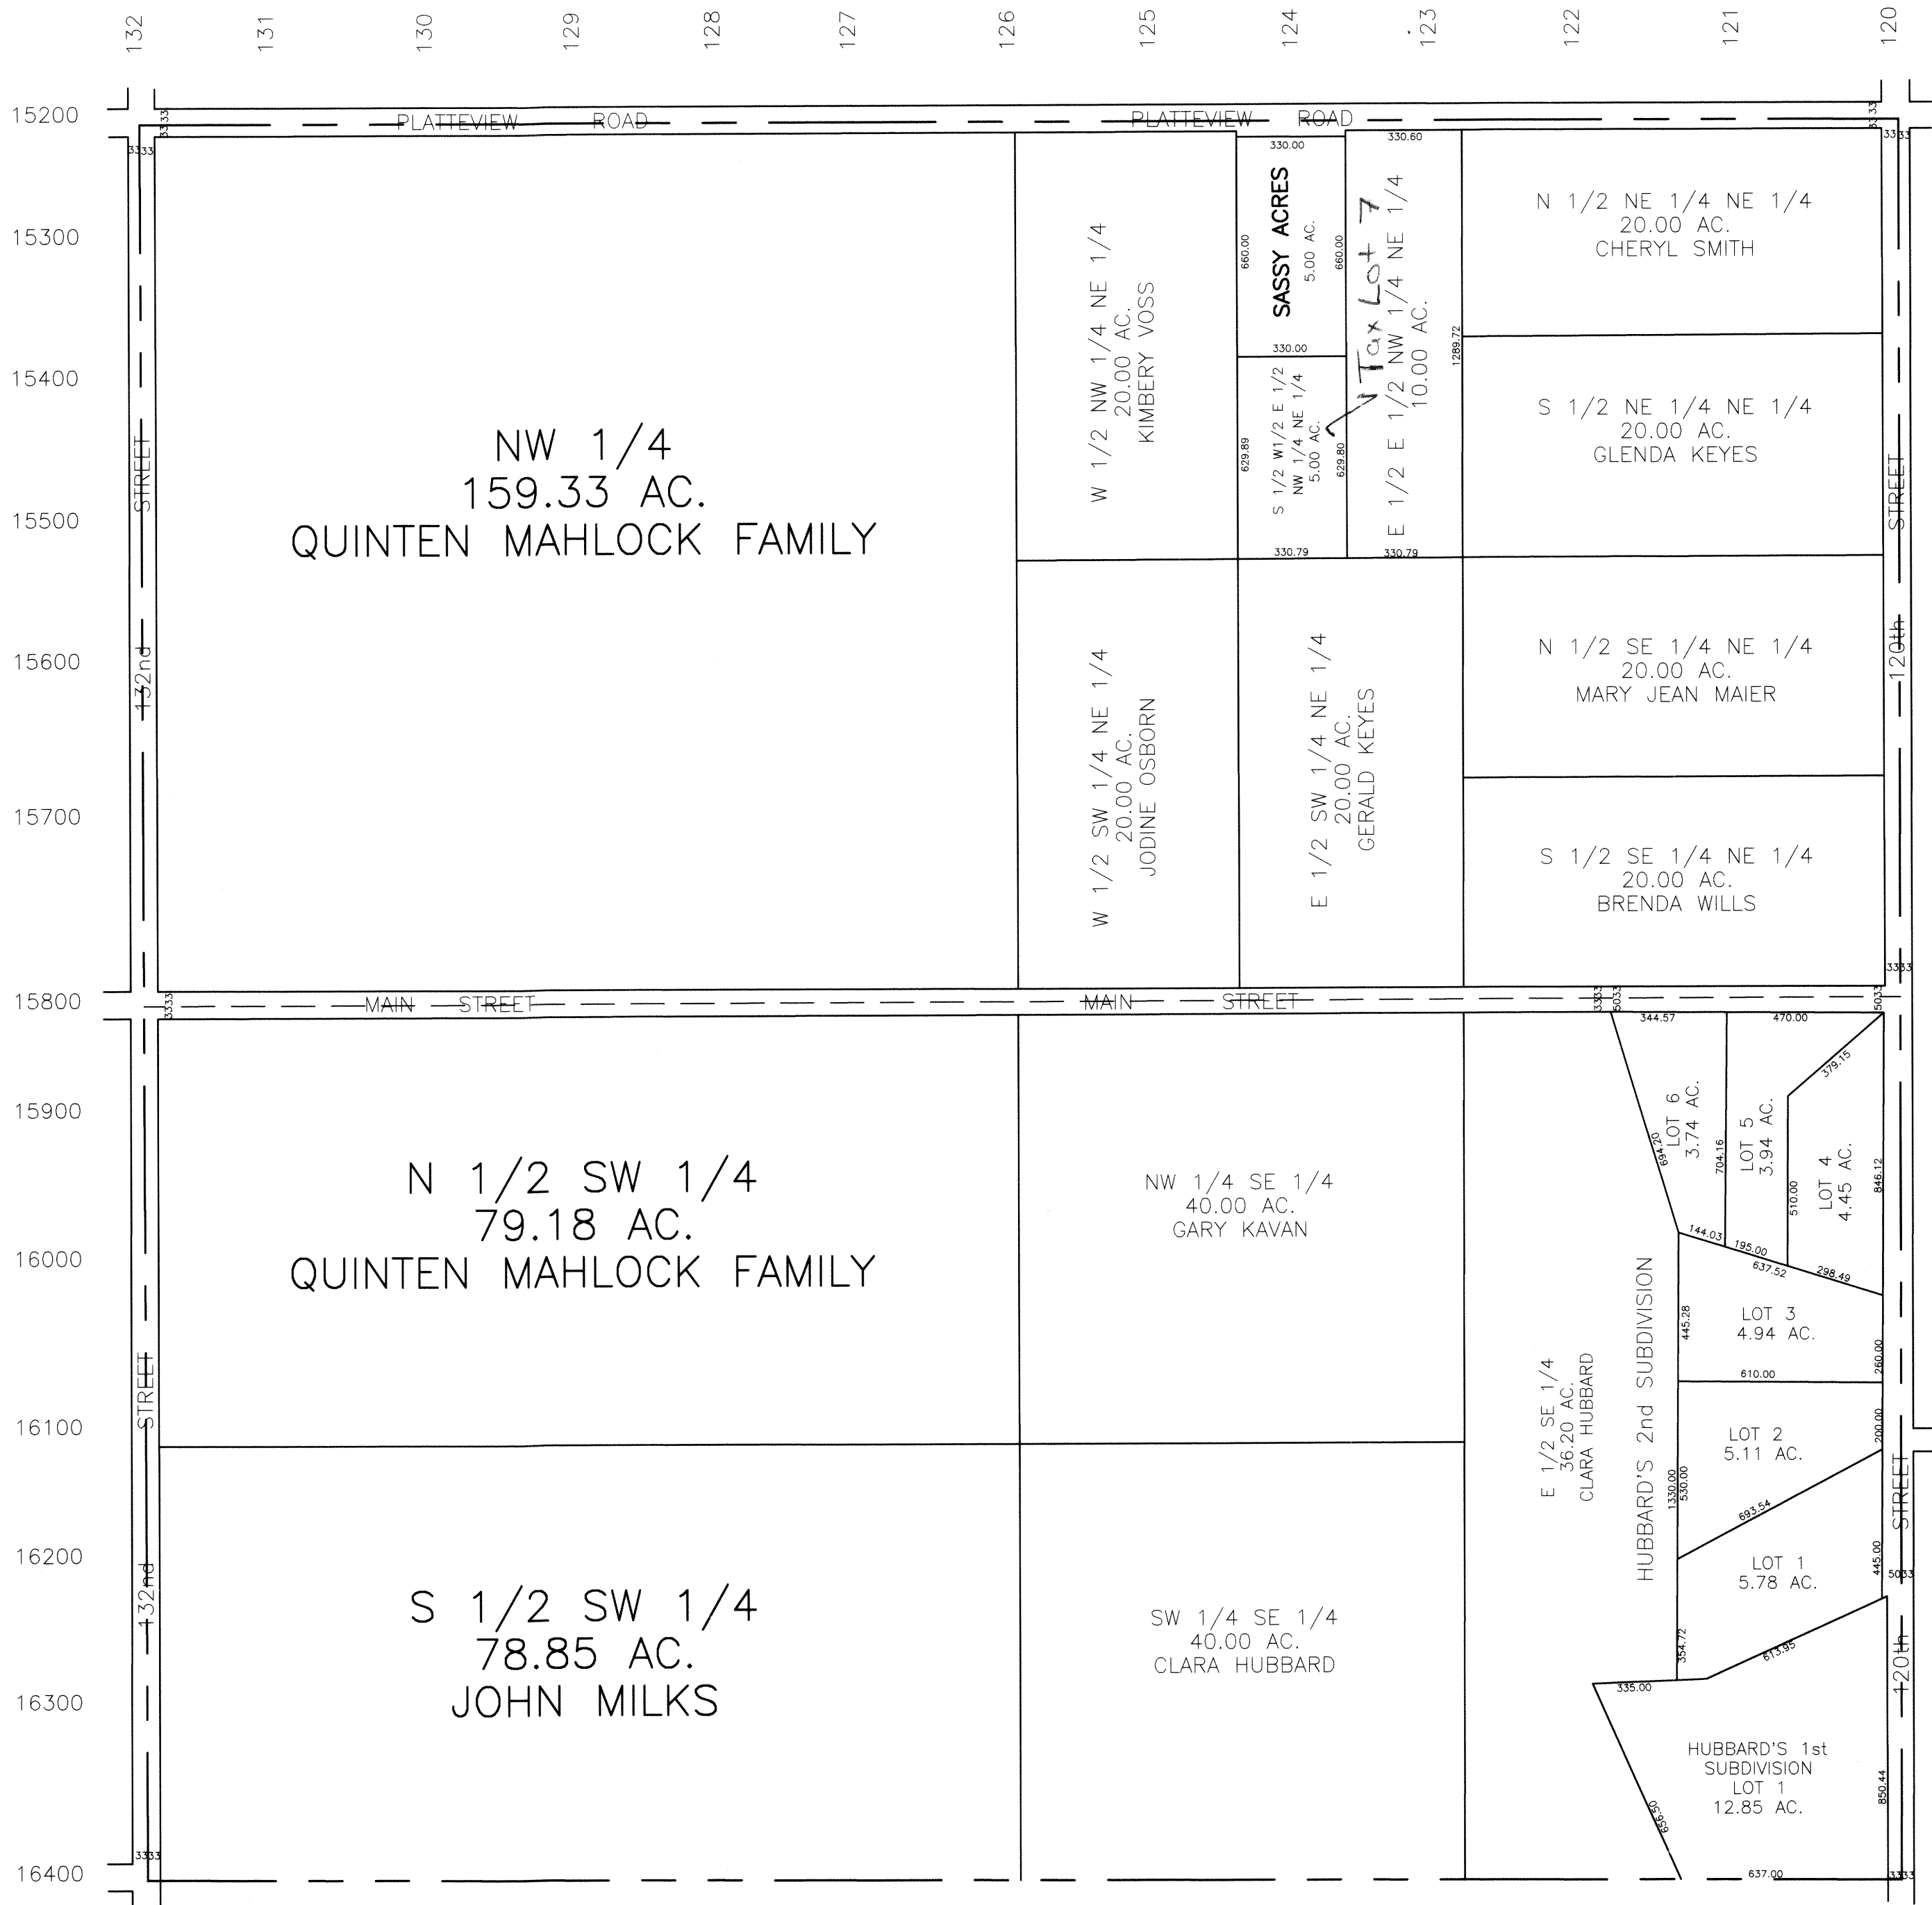 132 131 130 129 128 127 126 125 124 123 122 121 120
15200
15300
15400
15500
15600
15700
15800
15900
16000
16100
16200
16300
16400
PLATTEVIEW ROAD
PLATTEVIEW ROAD
3333
3333
3333
3333
3333
132nd STREET
NW 1/4
159.33 AC.
QUINTEN MAHLOCK FAMILY
W 1/2 NW 1/4 NE 1/4
20.00 AC.
KIMBERY VOSS
330.00
660.00
SASSY ACRES
5.00 AC.
660.00
330.00
S 1/2 W1/2 E 1/2
NW 1/4 NE 1/4
5.00 AC.
629.89
629.80
330.79
Tax Lot 7
330.60
E 1/2 E 1/2 NW 1/4 NE 1/4
10.00 AC.
1289.72
330.79
N 1/2 NE 1/4 NE 1/4
20.00 AC.
CHERYL SMITH
S 1/2 NE 1/4 NE 1/4
20.00 AC.
GLENDA KEYES
120th STREET
W 1/2 SW 1/4 NE 1/4
20.00 AC.
JODINE OSBORN
E 1/2 SW 1/4 NE 1/4
20.00 AC.
GERALD KEYES
N 1/2 SE 1/4 NE 1/4
20.00 AC.
MARY JEAN MAIER
S 1/2 SE 1/4 NE 1/4
20.00 AC.
BRENDA WILLS
3333
MAIN STREET
MAIN STREET
3333
3333
5033
5033
N 1/2 SW 1/4
79.18 AC.
QUINTEN MAHLOCK FAMILY
NW 1/4 SE 1/4
40.00 AC.
GARY KAVAN
344.57
470.00
694.20
LOT 6
3.74 AC.
704.16
LOT 5
3.94 AC.
379.15
510.00
LOT 4
4.45 AC.
846.12
144.03
195.00
637.52
298.49
445.28
LOT 3
4.94 AC.
260.00
610.00
LOT 2
5.11 AC.
200.00
1330.00
530.00
693.54
LOT 1
5.78 AC.
445.00
5033
354.72
613.95
335.00
E 1/2 SE 1/4
36.20 AC.
CLARA HUBBARD
HUBBARD'S 2nd SUBDIVISION
132nd STREET
S 1/2 SW 1/4
78.85 AC.
JOHN MILKS
SW 1/4 SE 1/4
40.00 AC.
CLARA HUBBARD
120th STREET
HUBBARD'S 1st
SUBDIVISION
LOT 1
12.85 AC.
656.50
850.44
637.00
3333
3333